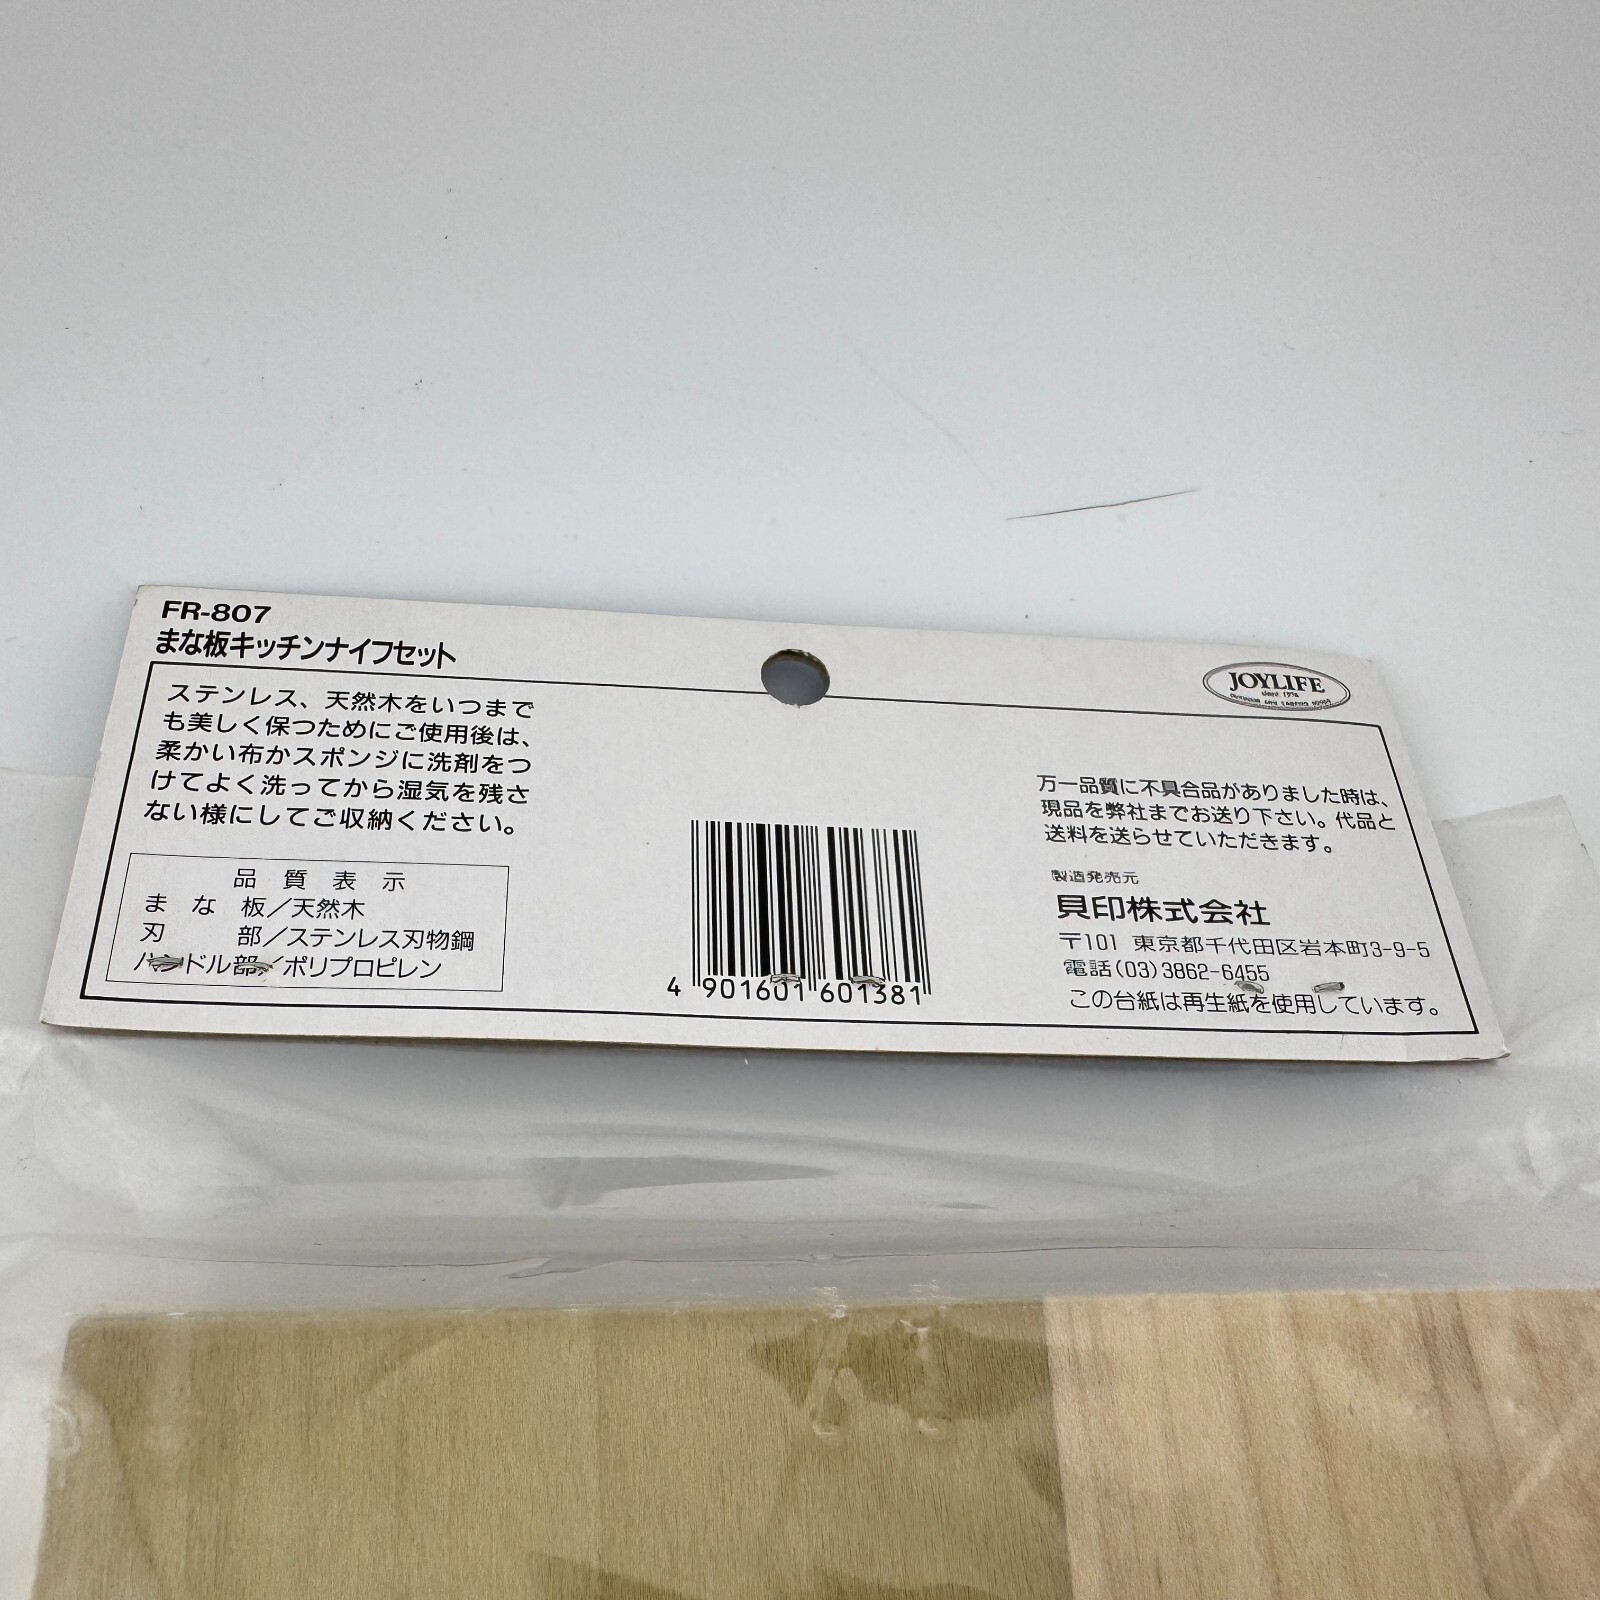 FR-807
まな板キッチンナイフセット
JOYLIFE
ステンレス、天然木をいつまで
も美しく保つためにご使用後は、
柔かい布かスポンジに洗剤をつ
けてよく洗ってから湿気を残さ
ない様にしてご収納ください。
品質表示
まな板/天然木
刃部/ステンレス刃物鋼
ハンドル部/ポリプロピレン
4 901601 601381
万一品質に不具合品がありました時は、
現品を弊社までお送り下さい。代品と
送料を送らせていただきます。
製造発売元
貝印株式会社
〒101 東京都千代田区岩本町3-9-5
電話(03)3862-6455
この台紙は再生紙を使用しています。